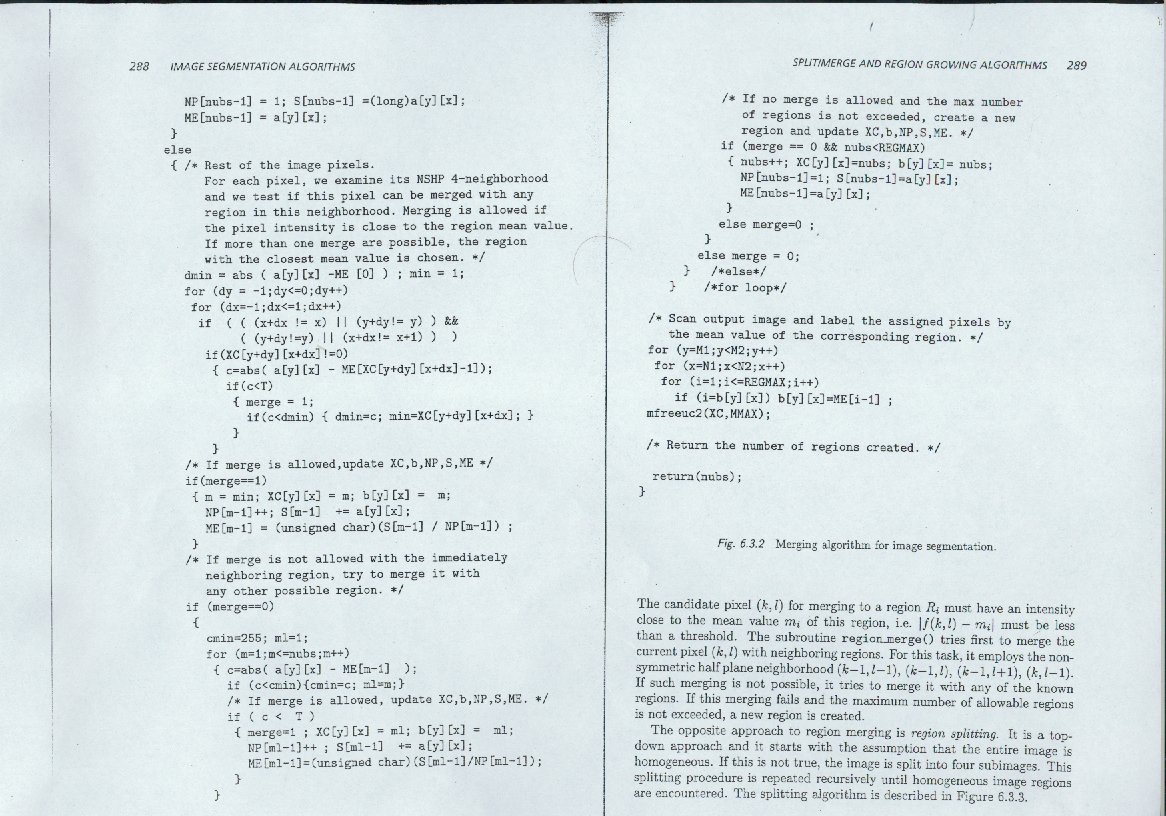 288 IMAGE SEGMENTATION ALGORITHMS
NP[nubs-1] = 1; S[nubs-1] =(long)a[y][x];
ME[nubs-1] = a[y][x];
}
else
{ /* Rest of the image pixels.
For each pixel, we examine its NSHP 4-neighborhood
and we test if this pixel can be merged with any
region in this neighborhood. Merging is allowed if
the pixel intensity is close to the region mean value.
If more than one merge are possible, the region
with the closest mean value is chosen. */
dmin = abs ( a[y][x] -ME [0] ) ; min = 1;
for (dy = -1;dy<=0;dy++)
for (dx=-1;dx<=1;dx++)
if ( ( (x+dx != x) || (y+dy!= y) ) &&
( (y+dy!=y) || (x+dx!= x+1) ) )
if(XC[y+dy][x+dx]!=0)
{ c=abs( a[y][x] - ME[XC[y+dy][x+dx]-1]);
if(c<T)
{ merge = 1;
if(c<dmin) { dmin=c; min=XC[y+dy][x+dx]; }
}
}
/* If merge is allowed,update XC,b,NP,S,ME */
if(merge==1)
{ m = min; XC[y][x] = m; b[y][x] = m;
NP[m-1]++; S[m-1] += a[y][x];
ME[m-1] = (unsigned char)(S[m-1] / NP[m-1]) ;
}
/* If merge is not allowed with the immediately
neighboring region, try to merge it with
any other possible region. */
if (merge==0)
{
cmin=255; ml=1;
for (m=1;m<=nubs;m++)
{ c=abs( a[y][x] - ME[m-1] );
if (c<cmin){cmin=c; ml=m;}
/* If merge is allowed, update XC,b,NP,S,ME. */
if ( c < T )
{ merge=1 ; XC[y][x] = ml; b[y][x] = ml;
NP[ml-1]++ ; S[ml-1] += a[y][x];
ME[ml-1]=(unsigned char)(S[ml-1]/NP[ml-1]);
}
}
SPLIT/MERGE AND REGION GROWING ALGORITHMS 289
/* If no merge is allowed and the max number
of regions is not exceeded, create a new
region and update XC,b,NP,S,ME. */
if (merge == 0 && nubs<REGMAX)
{ nubs++; XC[y][x]=nubs; b[y][x]= nubs;
NP[nubs-1]=1; S[nubs-1]=a[y][x];
ME[nubs-1]=a[y][x];
}
else merge=0 ;
}
else merge = 0;
} /*else*/
} /*for loop*/
/* Scan output image and label the assigned pixels by
the mean value of the corresponding region. */
for (y=M1;y<M2;y++)
for (x=N1;x<N2;x++)
for (i=1;i<=REGMAX;i++)
if (i=b[y][x]) b[y][x]=ME[i-1] ;
mfreeuc2(XC,MMAX);
/* Return the number of regions created. */
return(nubs);
}
Fig. 6.3.2 Merging algorithm for image segmentation.
The candidate pixel (k, l) for merging to a region Ri must have an intensity
close to the mean value mi of this region, i.e. |f(k, l) − mi| must be less
than a threshold. The subroutine region_merge() tries first to merge the
current pixel (k, l) with neighboring regions. For this task, it employs the non-
symmetric half plane neighborhood (k−1, l−1), (k−1, l), (k−1, l+1), (k, l−1).
If such merging is not possible, it tries to merge it with any of the known
regions. If this merging fails and the maximum number of allowable regions
is not exceeded, a new region is created.
The opposite approach to region merging is region splitting. It is a top-
down approach and it starts with the assumption that the entire image is
homogeneous. If this is not true, the image is split into four subimages. This
splitting procedure is repeated recursively until homogeneous image regions
are encountered. The splitting algorithm is described in Figure 6.3.3.